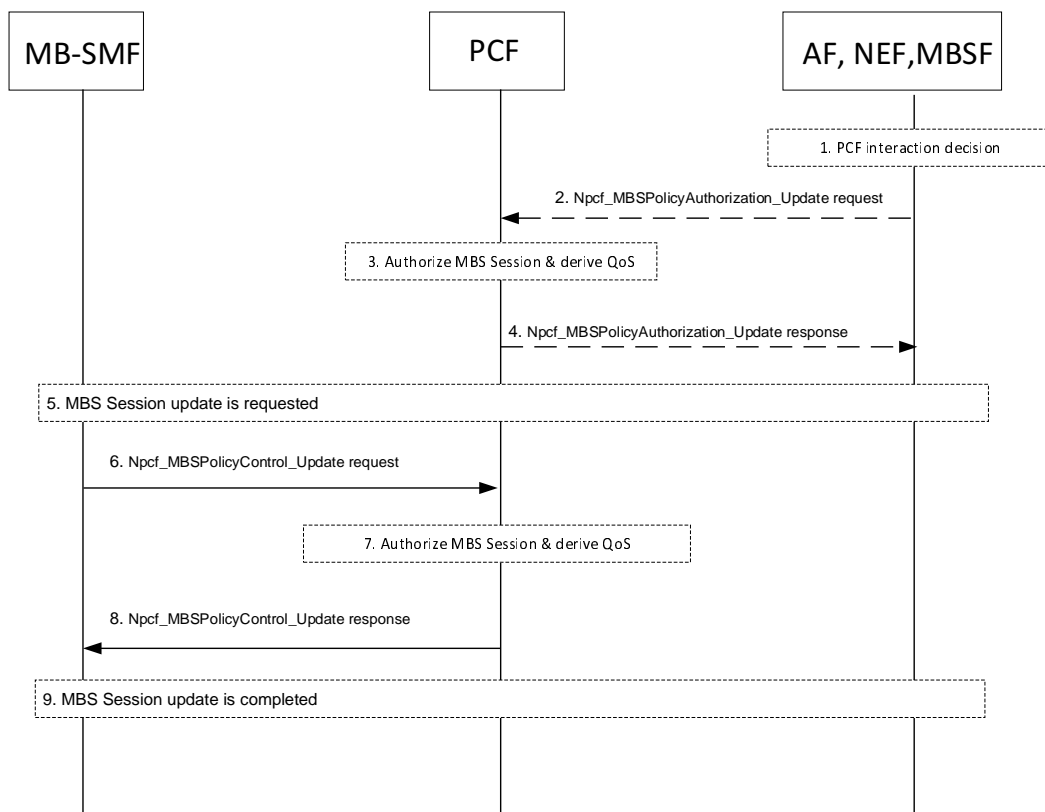 MB-SMF
PCF
AF, NEF,MBSF
1. PCF interaction decision
2. Npcf_MBSPolicyAuthorization_Update request
3. Authorize MBS Session & derive QoS
4. Npcf_MBSPolicyAuthorization_Update response
5. MBS Session update is requested
6. Npcf_MBSPolicyControl_Update request
7. Authorize MBS Session & derive QoS
8. Npcf_MBSPolicyControl_Update response
9. MBS Session update is completed